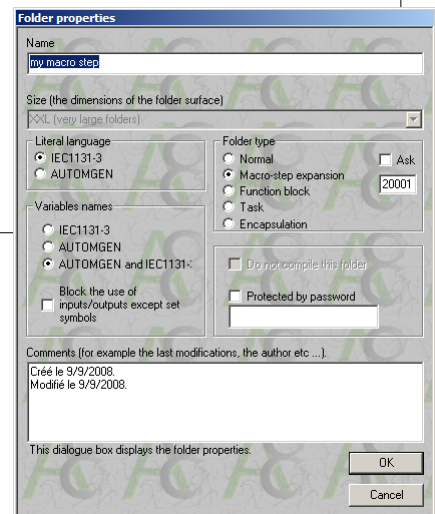 Folder properties
Name
my macro step
Size (the dimensions of the folder surface)
XXL (very large folders)
Literal language
IEC1131-3
AUTOMGEN
Folder type
Normal
Macro-step expansion
Function block
Task
Encapsulation
Ask
20001
Variables names
IEC1131-3
AUTOMGEN
AUTOMGEN and IEC1131-:
Block the use of
inputs/outputs except set
symbols
Do not compile this folder
Protected by password
Comments (for example the last modifications, the author etc ...).
Créé le 9/9/2008.
Modifié le 9/9/2008.
This dialogue box displays the folder properties.
OK
Cancel